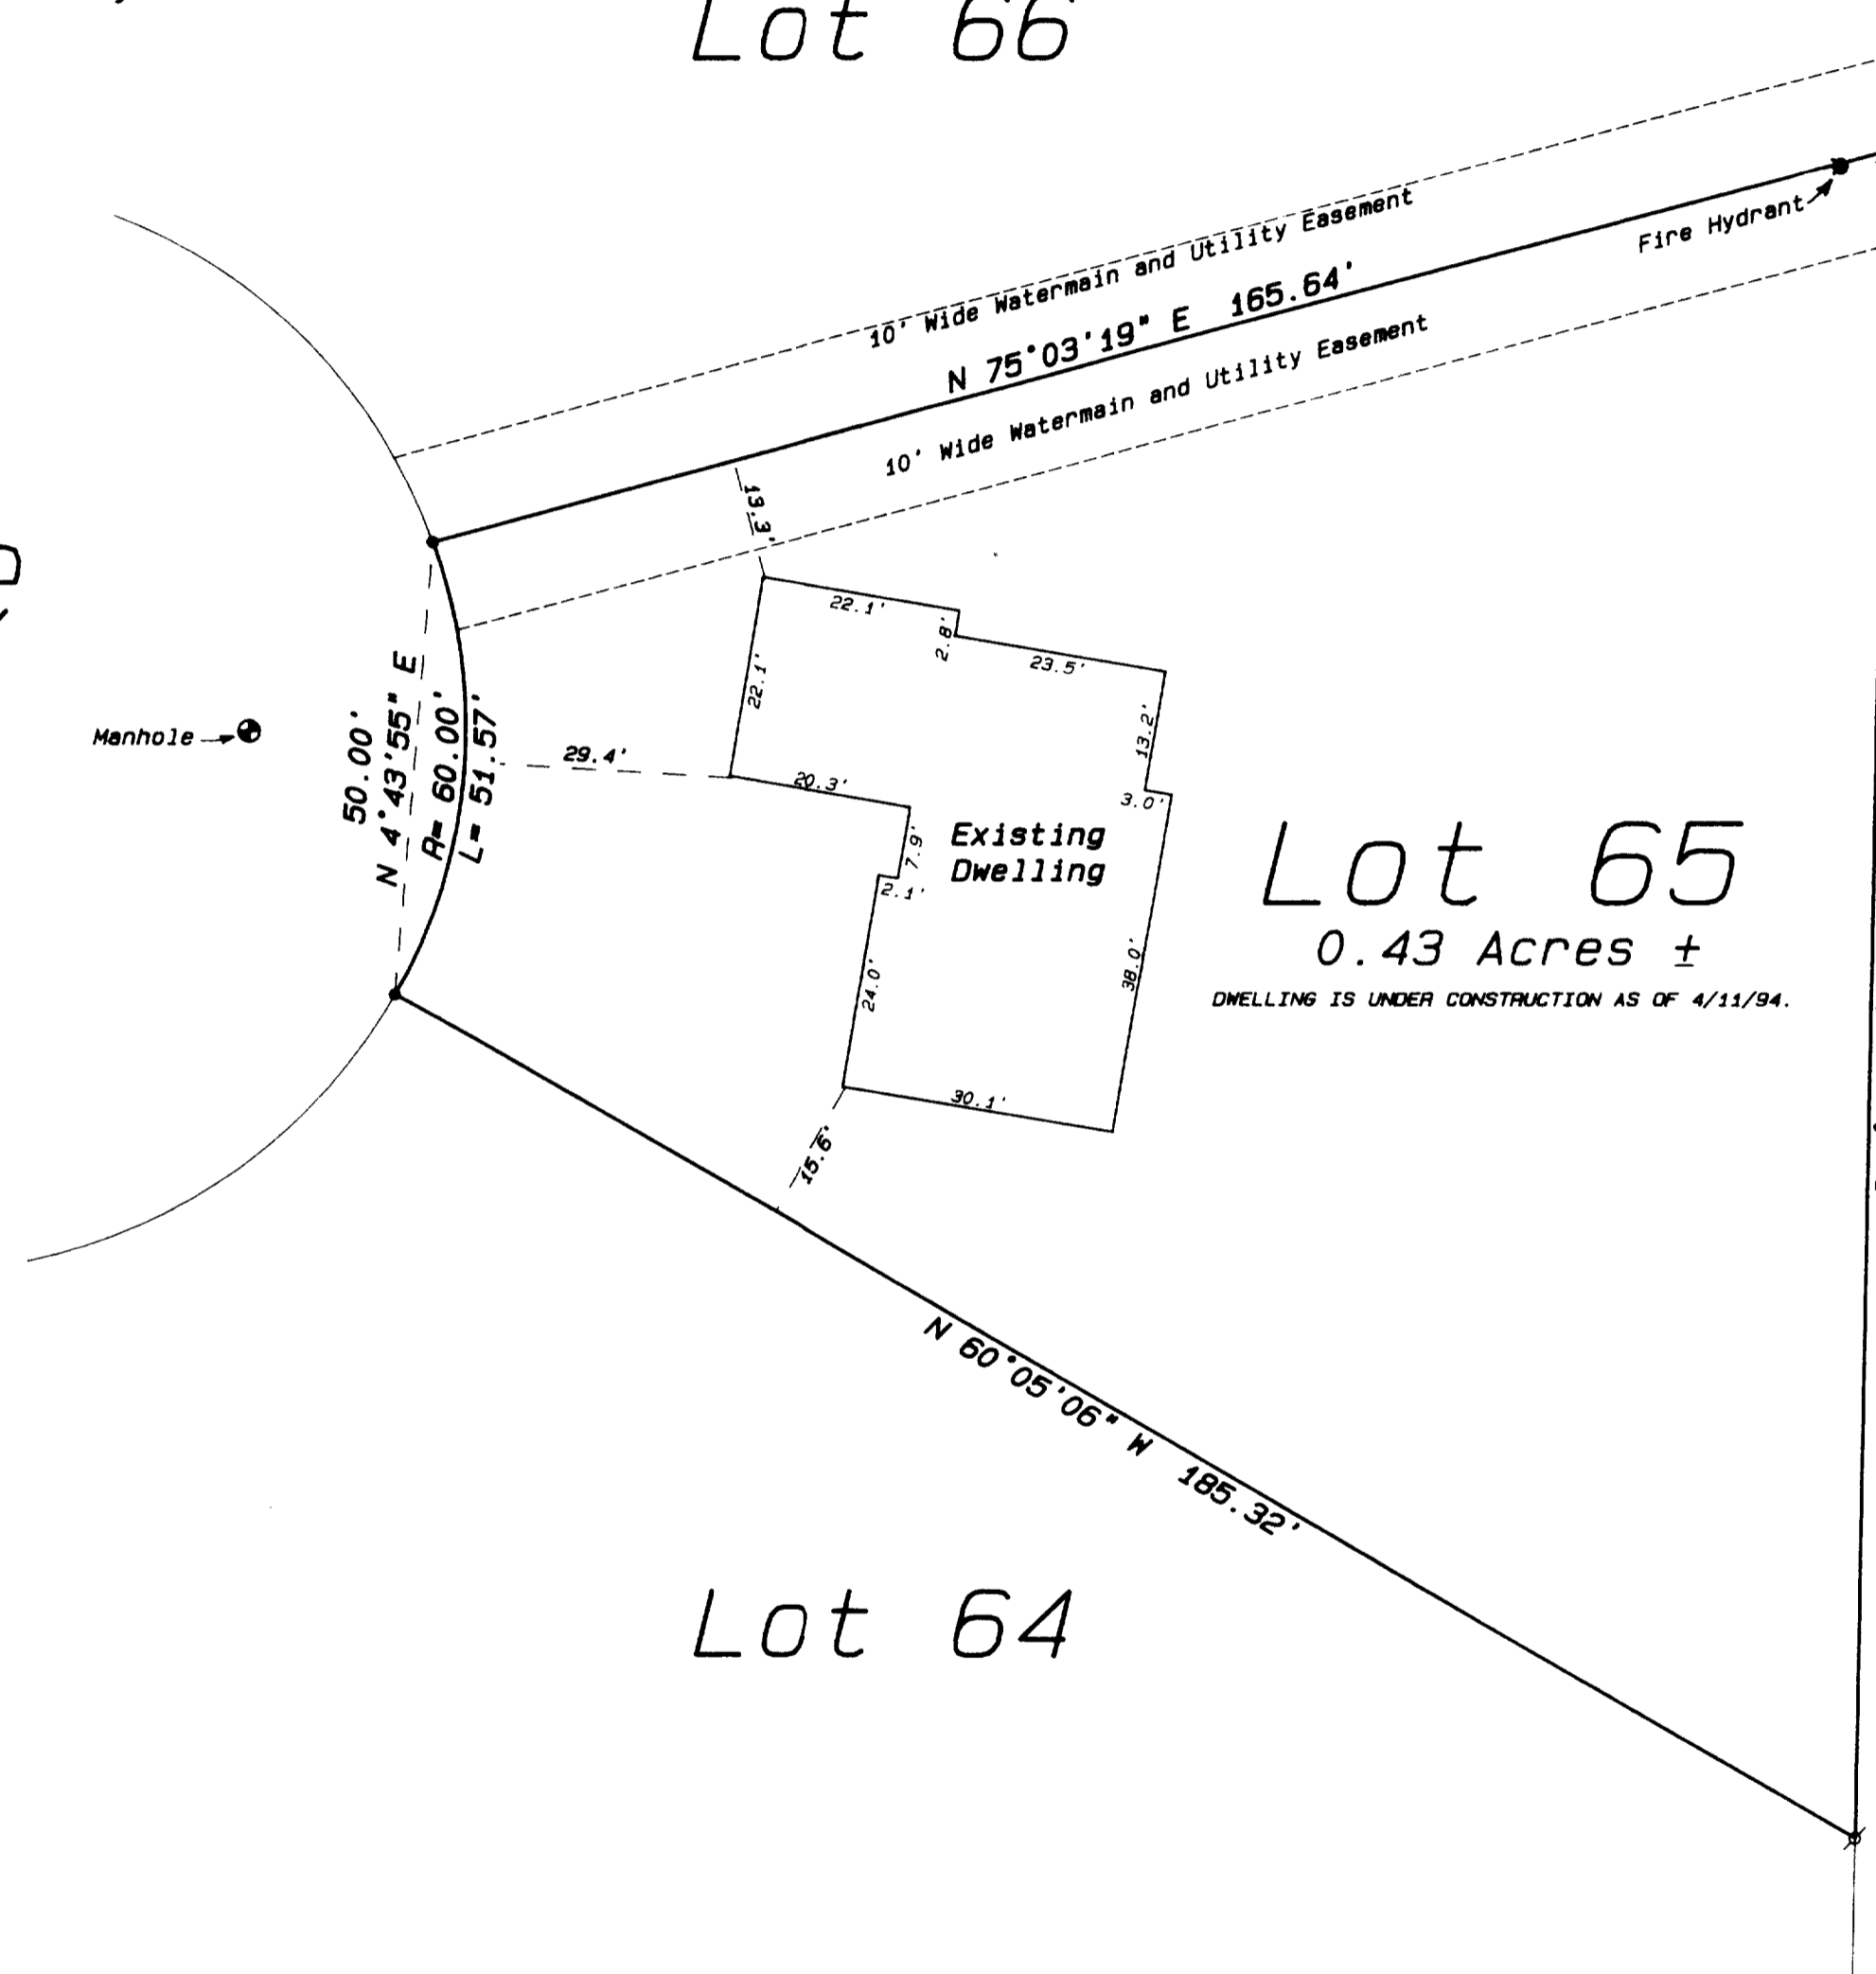 Lot 66
10' Wide Watermain and Utility Easement
N 75°03'19" E 165.64'
10' Wide Watermain and Utility Easement
Fire Hydrant
13.3'
22.1'
2.8'
23.5'
22.1'
13.2'
3.0'
Manhole
50.00'
N 4°43'55" E
R= 60.00'
L= 51.57'
29.4'
20.3'
7.9'
2.1'
Existing
Dwelling
24.0'
38.0'
30.1'
15.6'
Lot 65
0.43 Acres ±
DWELLING IS UNDER CONSTRUCTION AS OF 4/11/94.
N 60°05'06" W 185.32'
Lot 64